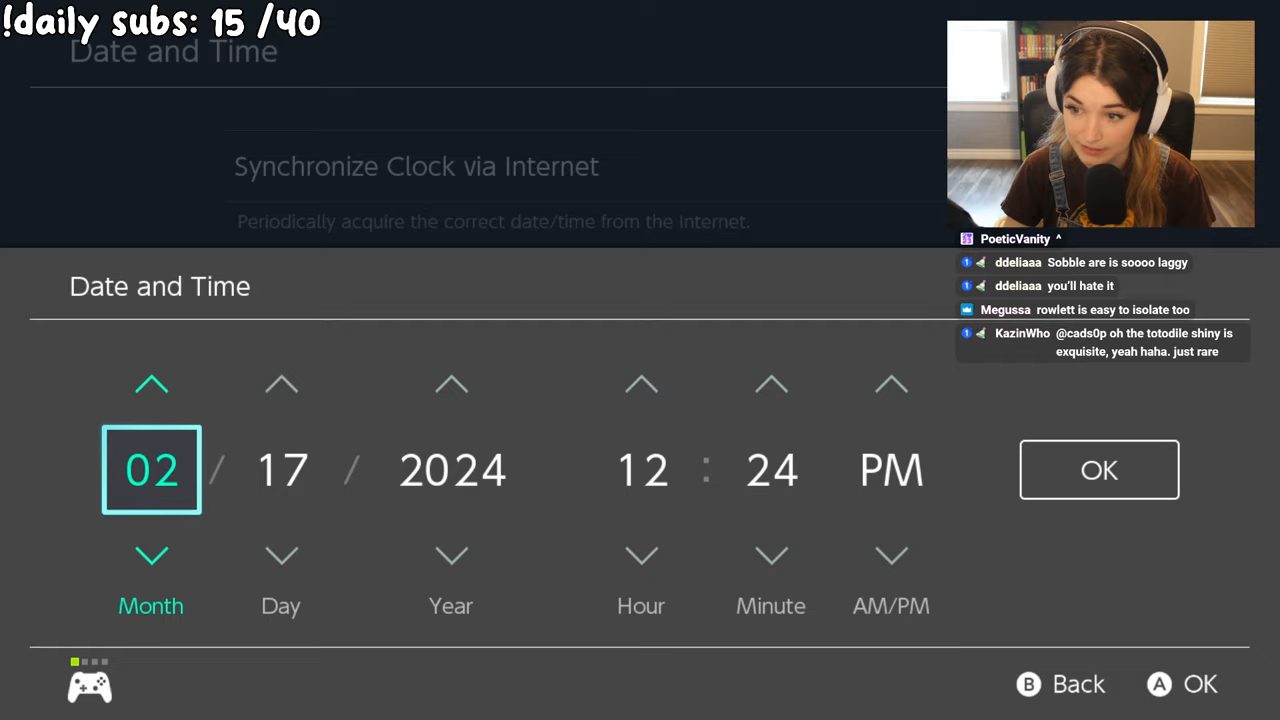 !daily subs: 15 /40
Date and Time
Synchronize Clock via Internet
Periodically acquire the correct date/time from the Internet.
PoeticVanity ^
ddeliaaa Sobble are is soooo laggy
ddeliaaa you'll hate it
Megussa rowlett is easy to isolate too
KazinWho @cads0p oh the totodile shiny is
exquisite, yeah haha. just rare
Date and Time
02 / 17 / 2024 12 : 24 PM OK
Month Day Year Hour Minute AM/PM
B Back A OK